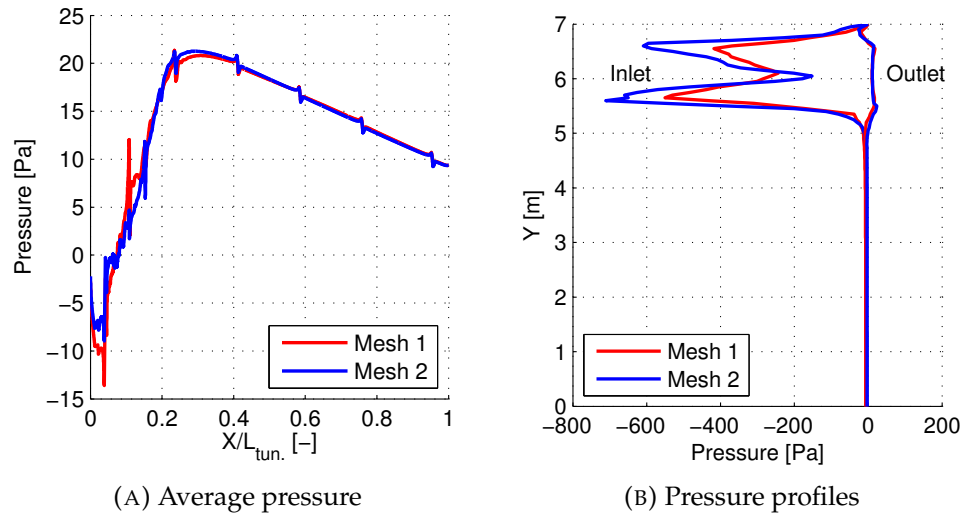 25
20
15
10
5
0
−5
−10
−15
Pressure [Pa]
0
0.2
0.4
0.6
0.8
1
X/L_tun. [−]
Mesh 1
Mesh 2
(A) Average pressure
7
6
5
4
3
2
1
0
Y [m]
Inlet
Outlet
Mesh 1
Mesh 2
−800
−600
−400
−200
0
200
Pressure [Pa]
(B) Pressure profiles